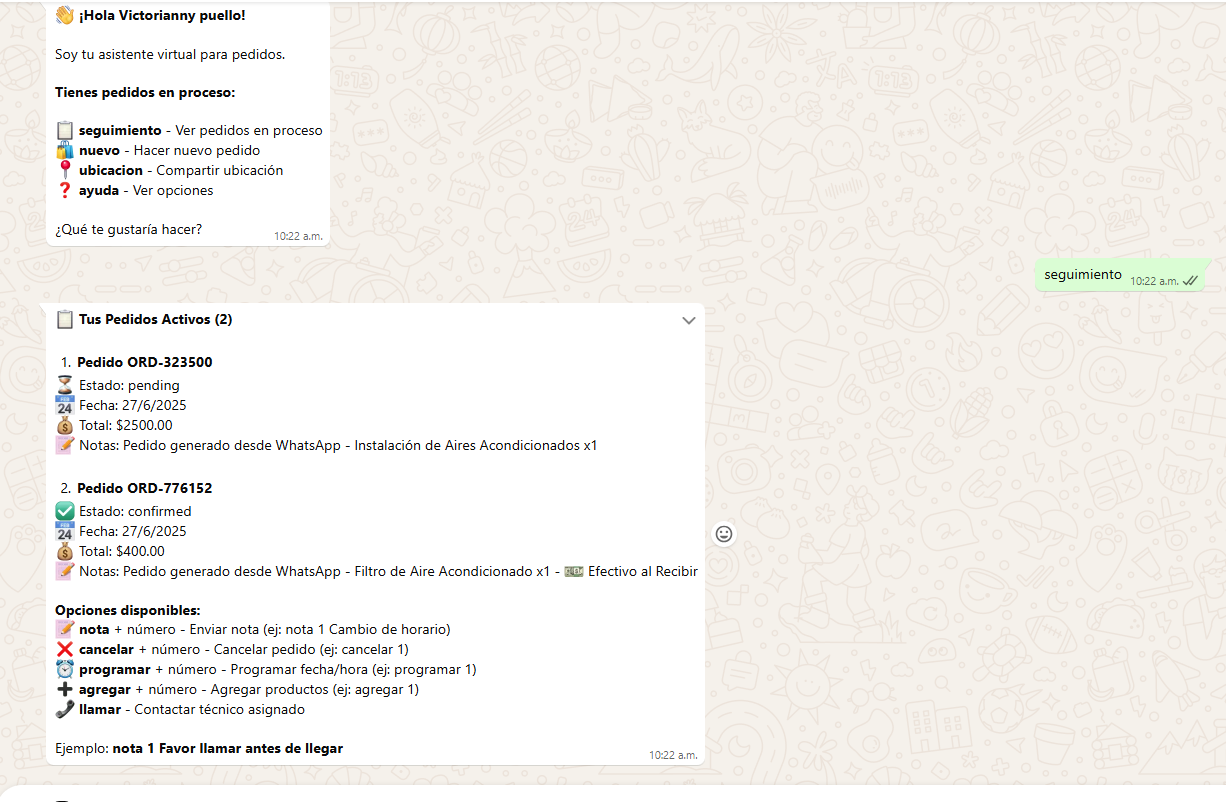 👋 ¡Hola Victorianny puello!
Soy tu asistente virtual para pedidos.
Tienes pedidos en proceso:
📋 seguimiento - Ver pedidos en proceso
🛍️ nuevo - Hacer nuevo pedido
📍 ubicacion - Compartir ubicación
❓ ayuda - Ver opciones
¿Qué te gustaría hacer?
10:22 a.m.
seguimiento 10:22 a.m.
📋 Tus Pedidos Activos (2)
1. Pedido ORD-323500
⏳ Estado: pending
📅 Fecha: 27/6/2025
💰 Total: $2500.00
📝 Notas: Pedido generado desde WhatsApp - Instalación de Aires Acondicionados x1
2. Pedido ORD-776152
✅ Estado: confirmed
📅 Fecha: 27/6/2025
💰 Total: $400.00
📝 Notas: Pedido generado desde WhatsApp - Filtro de Aire Acondicionado x1 - 💵 Efectivo al Recibir
Opciones disponibles:
📝 nota + número - Enviar nota (ej: nota 1 Cambio de horario)
❌ cancelar + número - Cancelar pedido (ej: cancelar 1)
⏰ programar + número - Programar fecha/hora (ej: programar 1)
➕ agregar + número - Agregar productos (ej: agregar 1)
📞 llamar - Contactar técnico asignado
Ejemplo: nota 1 Favor llamar antes de llegar
10:22 a.m.